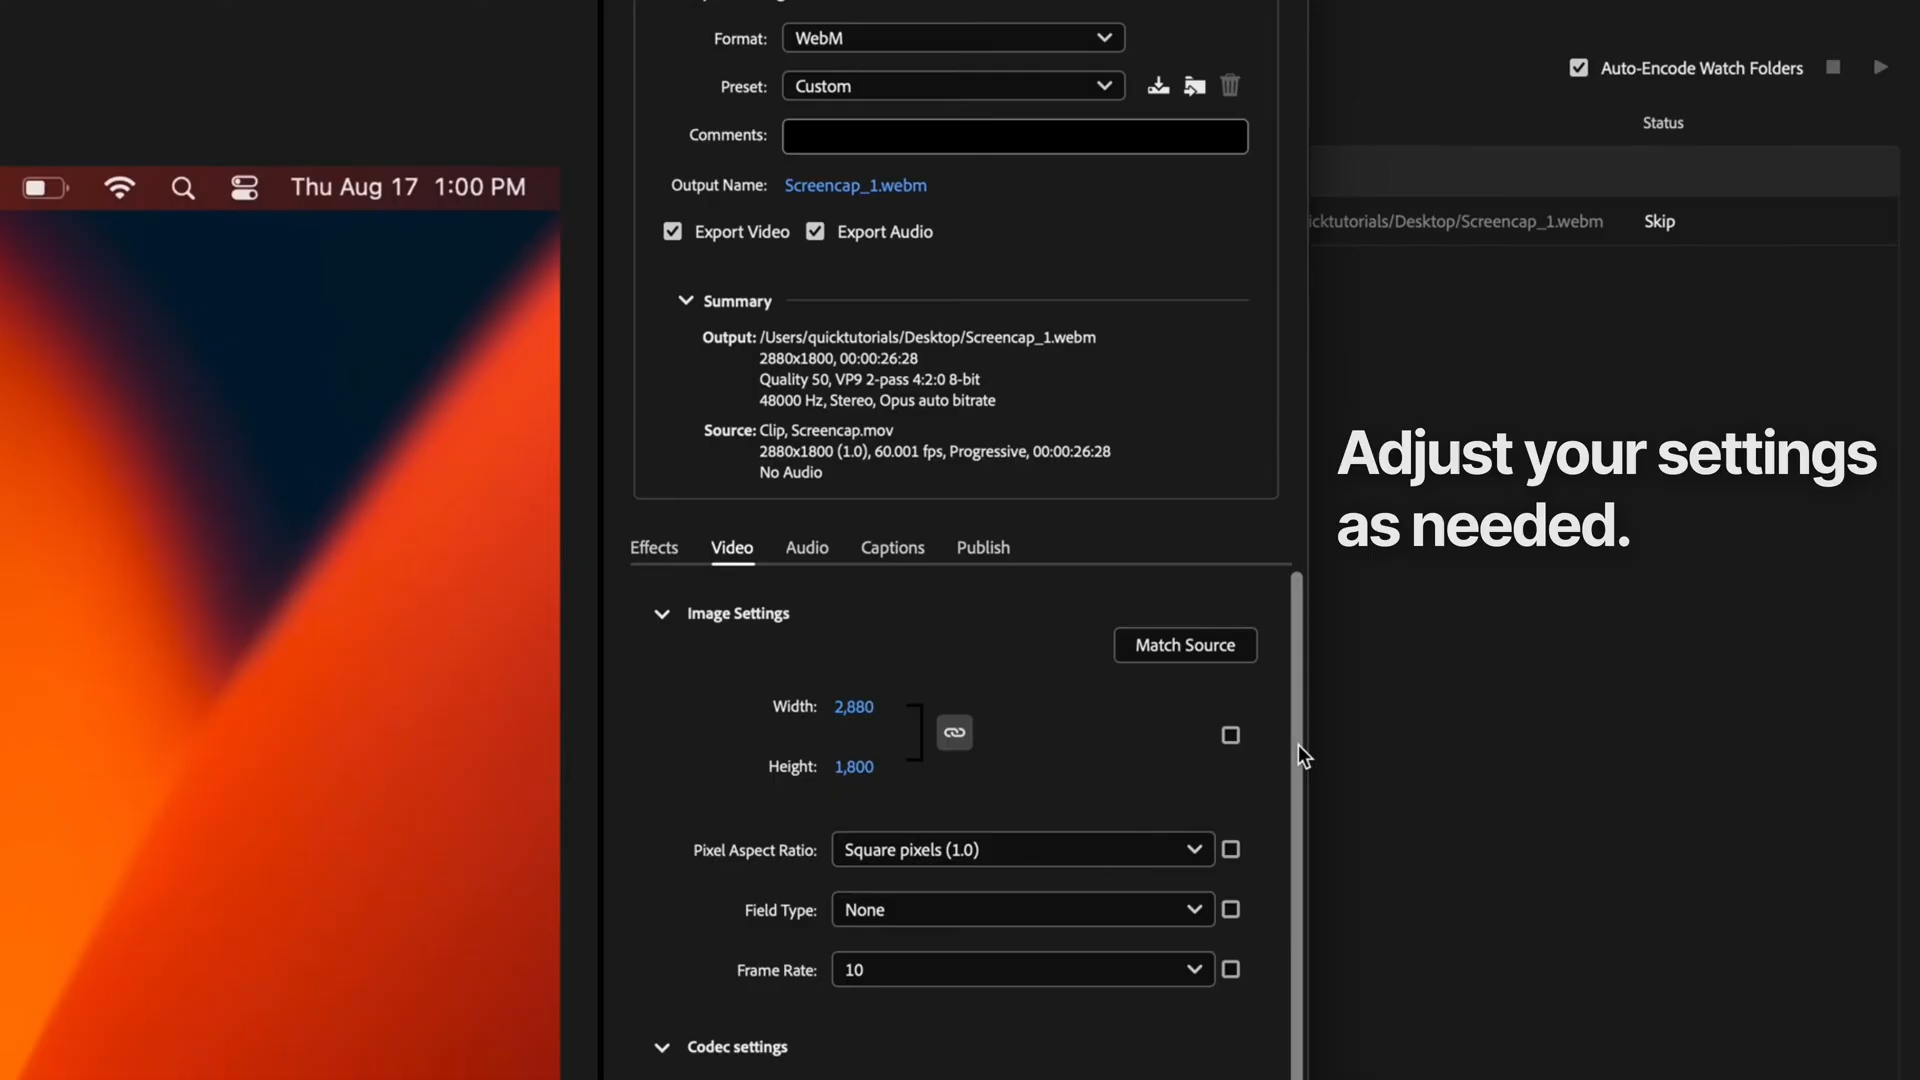 Format: WebM
Preset: Custom
Comments:
Output Name: Screencap_1.webm
Export Video Export Audio
Summary
Output: /Users/quicktutorials/Desktop/Screencap_1.webm
2880x1800, 00:00:26:28
Quality 50, VP9 2-pass 4:2:0 8-bit
48000 Hz, Stereo, Opus auto bitrate
Source: Clip, Screencap.mov
2880x1800 (1.0), 60.001 fps, Progressive, 00:00:26:28
No Audio
Effects Video Audio Captions Publish
Image Settings
Match Source
Width: 2,880
Height: 1,800
Pixel Aspect Ratio: Square pixels (1.0)
Field Type: None
Frame Rate: 10
Codec settings
Thu Aug 17 1:00 PM
Auto-Encode Watch Folders
Status
icktutorials/Desktop/Screencap_1.webm Skip
Adjust your settings
as needed.